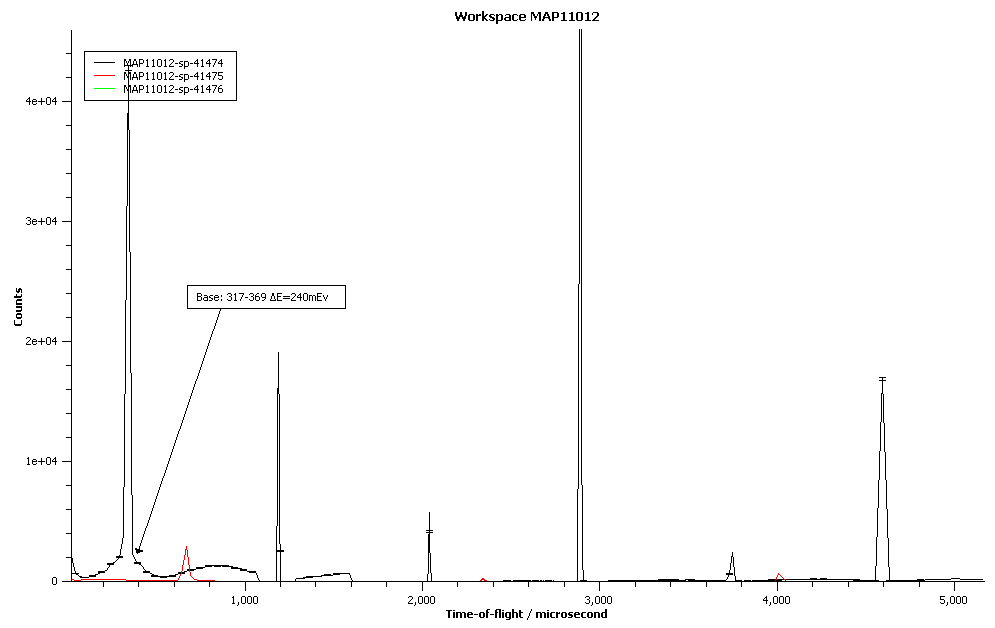 Workspace MAP11012
MAP11012-sp-41474
MAP11012-sp-41475
MAP11012-sp-41476
4e+04
3e+04
Base: 317-369 ΔE=240mEv
Counts
2e+04
1e+04
0
1,000 2,000 3,000 4,000 5,000
Time-of-flight / microsecond